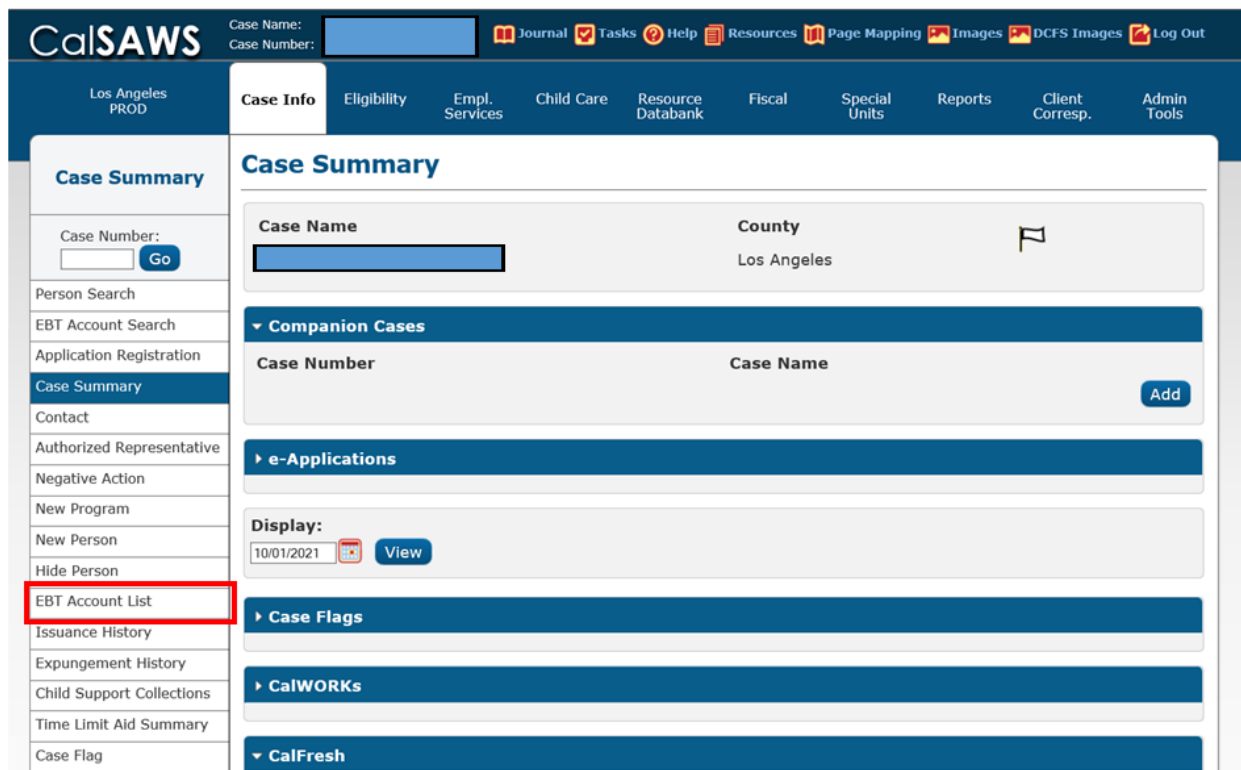 CalSAWS
Case Name:
Case Number:
Journal Tasks Help Resources Page Mapping Images DCFS Images Log Out
Los Angeles
PROD
Case Info
Eligibility
Empl.
Services
Child Care
Resource
Databank
Fiscal
Special
Units
Reports
Client
Corresp.
Admin
Tools
Case Summary
Case Number:
Go
Person Search
EBT Account Search
Application Registration
Case Summary
Contact
Authorized Representative
Negative Action
New Program
New Person
Hide Person
EBT Account List
Issuance History
Expungement History
Child Support Collections
Time Limit Aid Summary
Case Flag
Case Summary
Case Name
County
Los Angeles
Companion Cases
Case Number
Case Name
Add
e-Applications
Display:
10/01/2021 View
Case Flags
CalWORKs
CalFresh